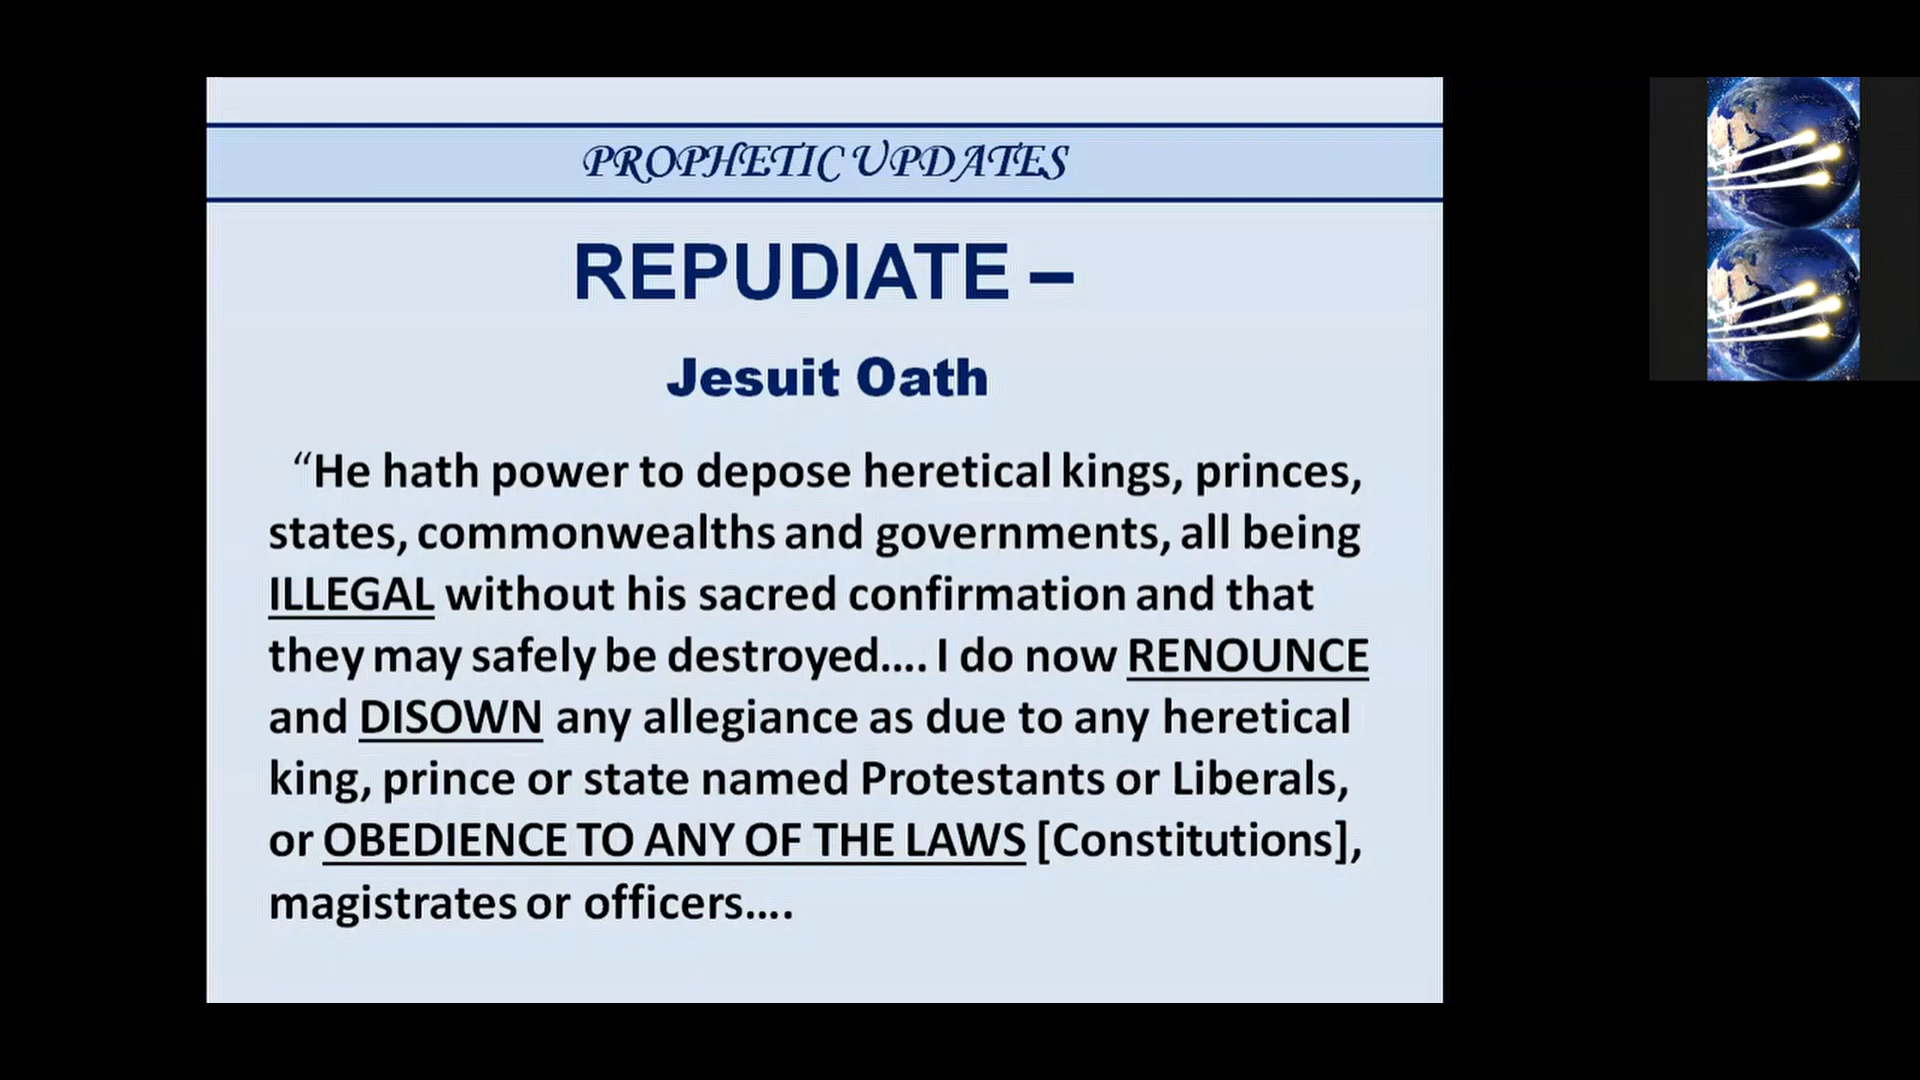 PROPHETIC UPDATES
REPUDIATE –
Jesuit Oath
“He hath power to depose heretical kings, princes,
states, commonwealths and governments, all being
ILLEGAL without his sacred confirmation and that
they may safely be destroyed.... I do now RENOUNCE
and DISOWN any allegiance as due to any heretical
king, prince or state named Protestants or Liberals,
or OBEDIENCE TO ANY OF THE LAWS [Constitutions],
magistrates or officers....